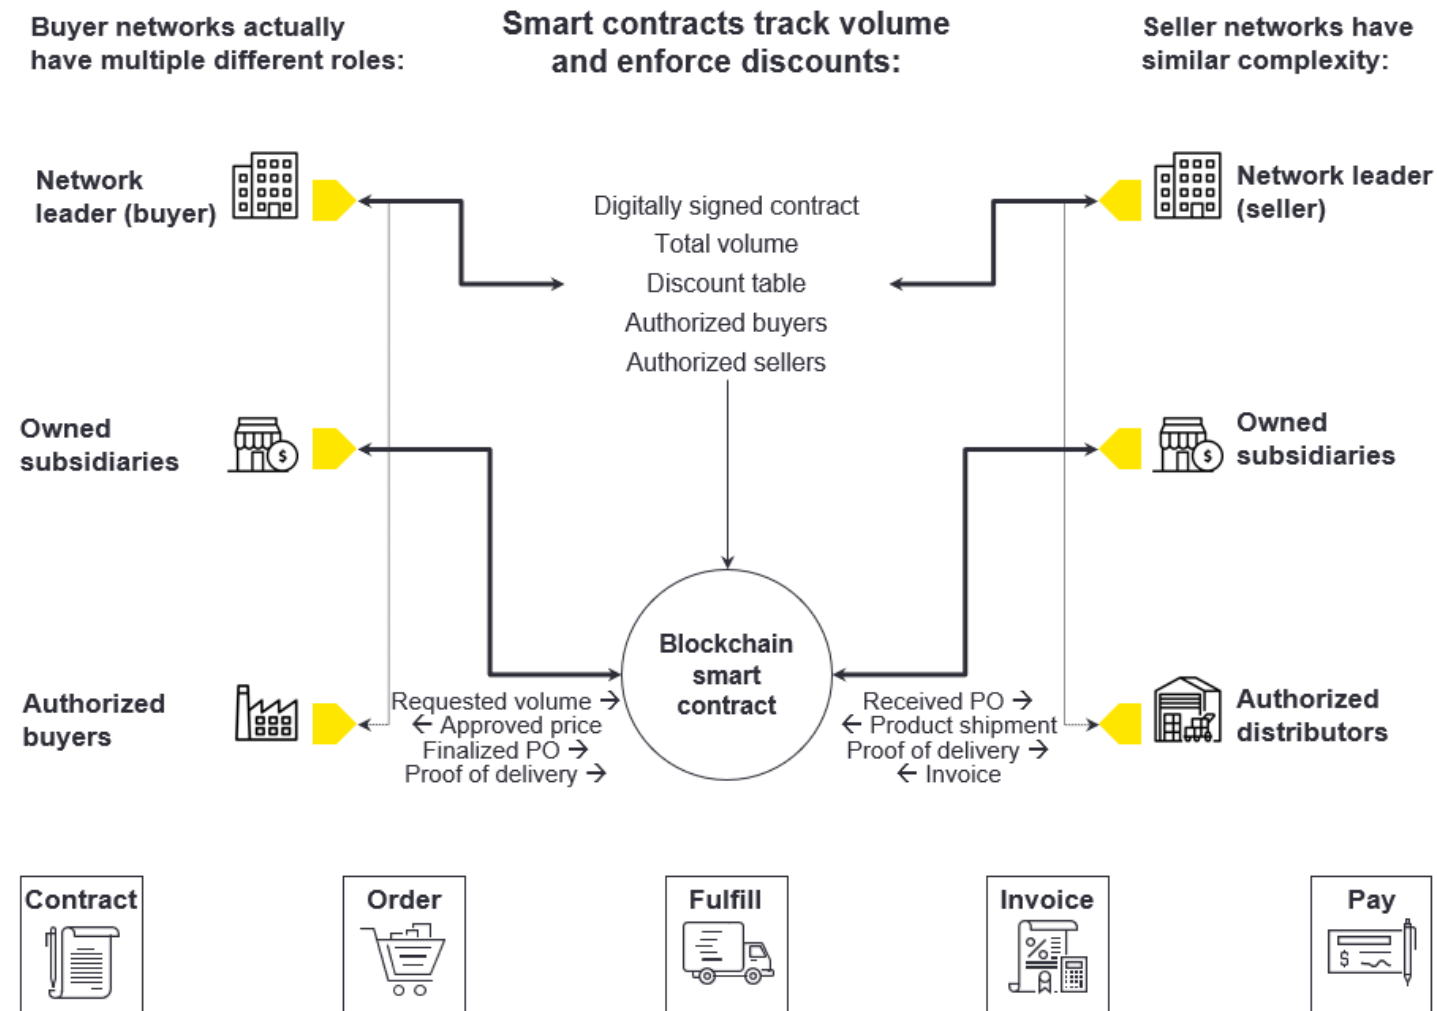 Buyer networks actually
have multiple different roles:
Smart contracts track volume
and enforce discounts:
Seller networks have
similar complexity:
Network
leader (buyer)
Digitally signed contract
Total volume
Discount table
Authorized buyers
Authorized sellers
Network leader
(seller)
Owned
subsidiaries
Owned
subsidiaries
Authorized
buyers
Requested volume →
← Approved price
Finalized PO →
Proof of delivery →
Blockchain
smart
contract
Received PO →
← Product shipment
Proof of delivery →
← Invoice
Authorized
distributors
Contract
Order
Fulfill
Invoice
Pay